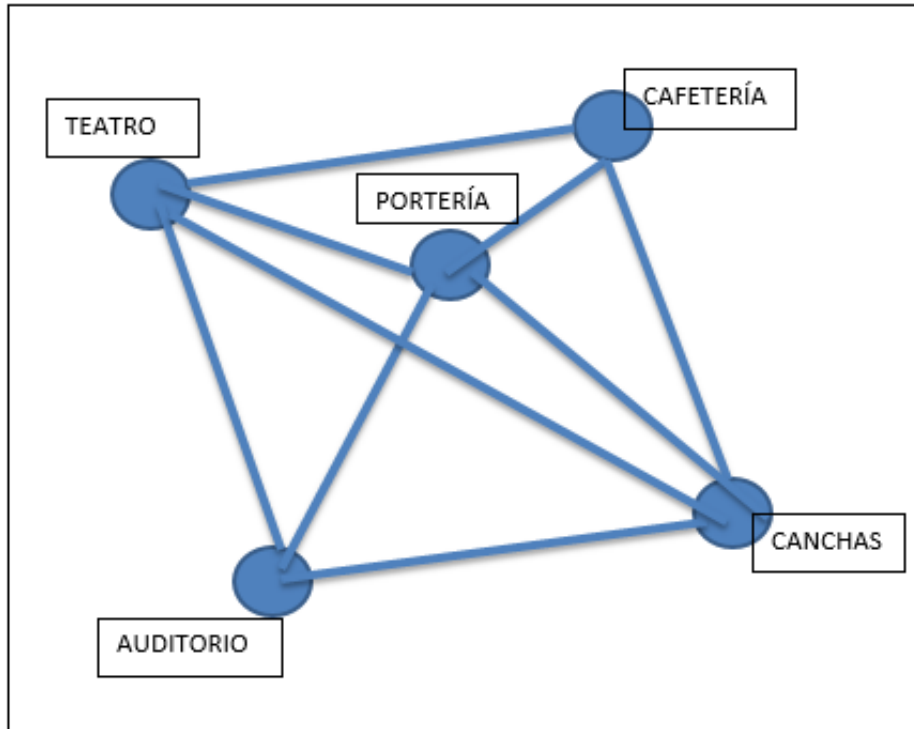 CAFETERÍA
TEATRO
PORTERÍA
CANCHAS
AUDITORIO